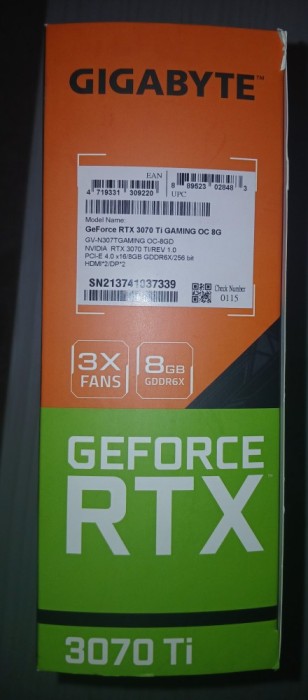 GIGABYTE™
EAN
4 719331 309220
8 89523 02848 3
UPC
Model Name:
GeForce RTX 3070 Ti GAMING OC 8G
GV-N307TGAMING OC-8GD
NVIDIA RTX 3070 TI/REV 1.0
PCI-E 4.0 x16/8GB GDDR6X/256 bit
HDMI*2/DP*2
SN213741037339
Check Number
0115
3X
FANS
8GB
GDDR6X
GEFORCE
RTX™
3070 Ti